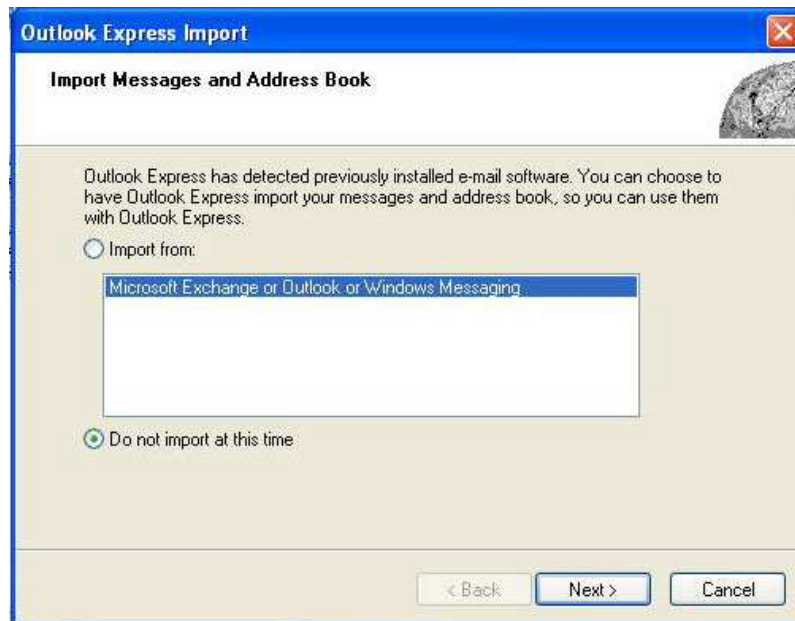 Outlook Express Import
Import Messages and Address Book
Outlook Express has detected previously installed e-mail software. You can choose to
have Outlook Express import your messages and address book, so you can use them
with Outlook Express.
Import from:
Microsoft Exchange or Outlook or Windows Messaging
Do not import at this time
< Back Next > Cancel